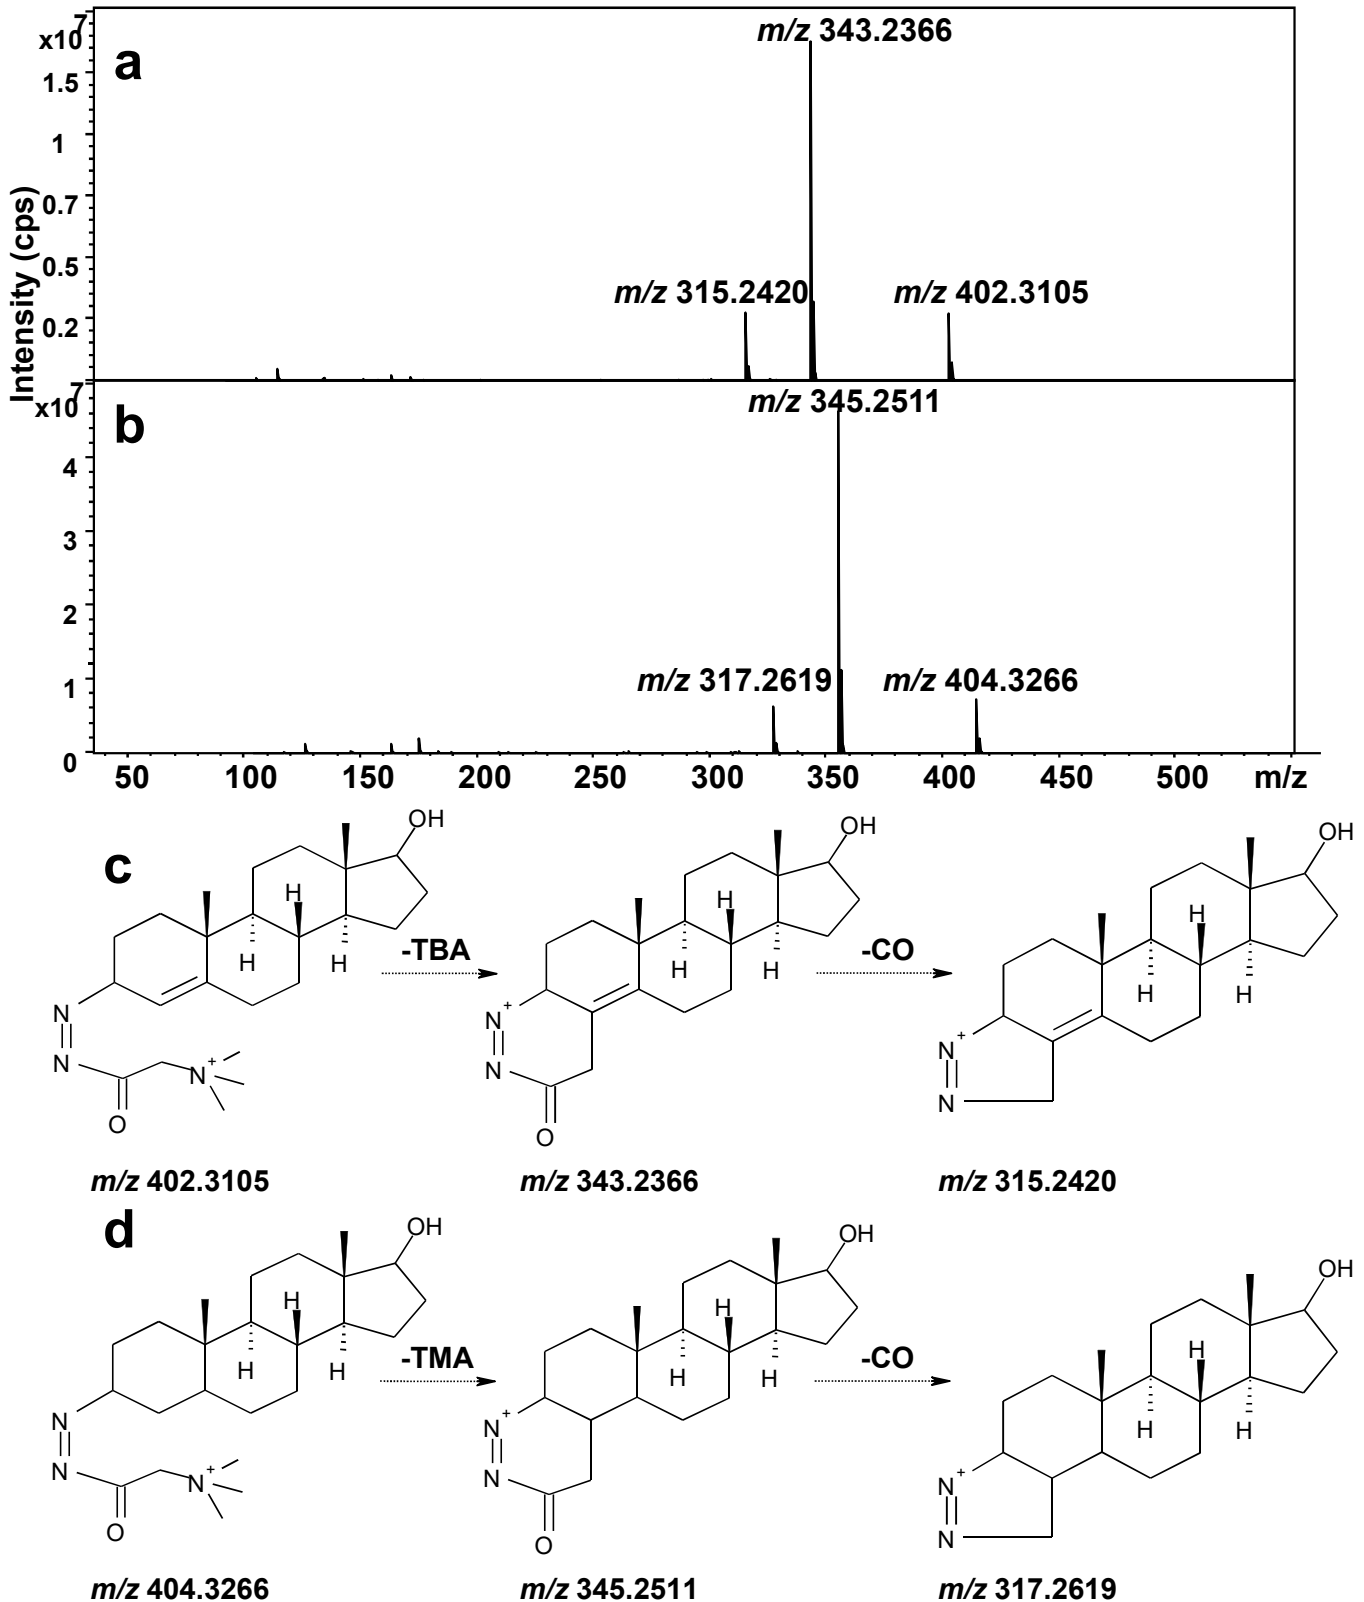 x10 7
a
m/z 343.2366
1.5
1
0.7
0.5
0.2
m/z 315.2420
m/z 402.3105
Intensity (cps)
x10 7
b
m/z 345.2511
4
3
2
1
0
m/z 317.2619
m/z 404.3266
50 100 150 200 250 300 350 400 450 500 m/z
c
OH
H
H
H
N
N
O
N+
-TBA
OH
H
H
H
N+
N
O
-CO
OH
H
H
H
N+
N
m/z 402.3105
m/z 343.2366
m/z 315.2420
d
OH
H
H
H
N
N
O
N+
-TMA
OH
H
H
H
N+
N
O
-CO
OH
H
H
H
N+
N
m/z 404.3266
m/z 345.2511
m/z 317.2619